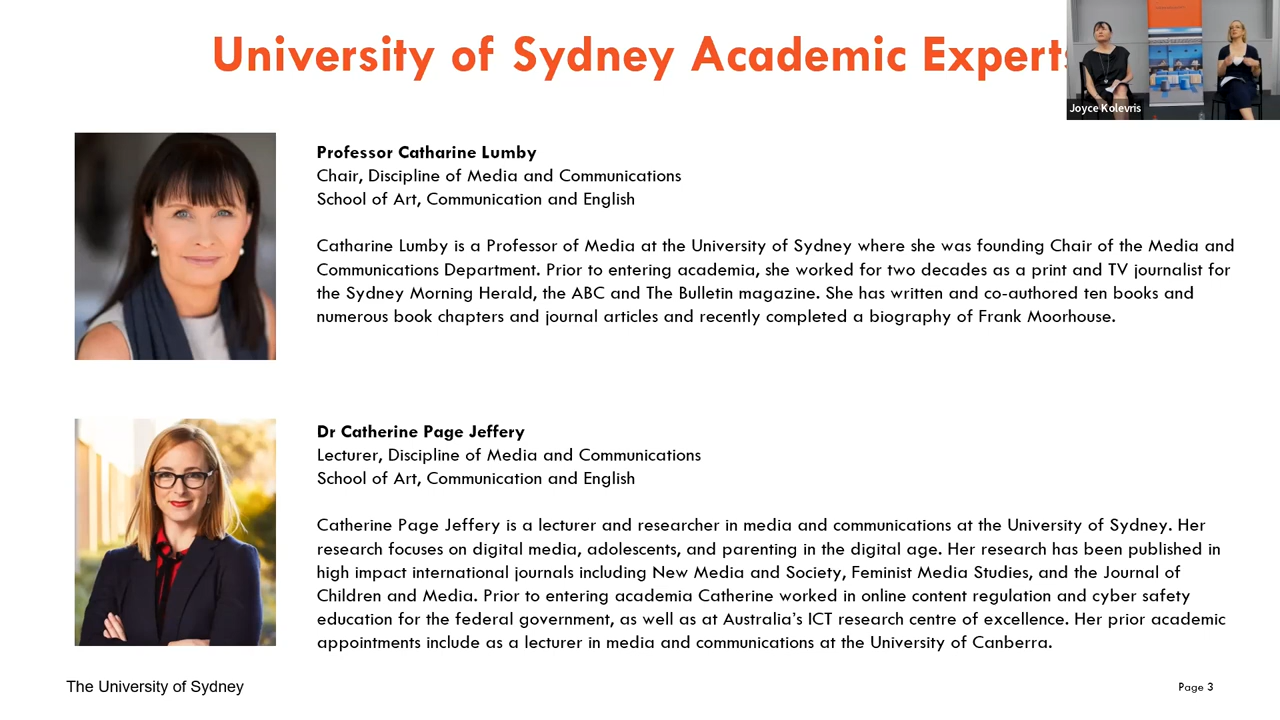 University of Sydney Academic Experts
Joyce Kolevris
Professor Catharine Lumby
Chair, Discipline of Media and Communications
School of Art, Communication and English
Catharine Lumby is a Professor of Media at the University of Sydney where she was founding Chair of the Media and
Communications Department. Prior to entering academia, she worked for two decades as a print and TV journalist for
the Sydney Morning Herald, the ABC and The Bulletin magazine. She has written and co-authored ten books and
numerous book chapters and journal articles and recently completed a biography of Frank Moorhouse.
Dr Catherine Page Jeffery
Lecturer, Discipline of Media and Communications
School of Art, Communication and English
Catherine Page Jeffery is a lecturer and researcher in media and communications at the University of Sydney. Her
research focuses on digital media, adolescents, and parenting in the digital age. Her research has been published in
high impact international journals including New Media and Society, Feminist Media Studies, and the Journal of
Children and Media. Prior to entering academia Catherine worked in online content regulation and cyber safety
education for the federal government, as well as at Australia's ICT research centre of excellence. Her prior academic
appointments include as a lecturer in media and communications at the University of Canberra.
The University of Sydney
Page 3